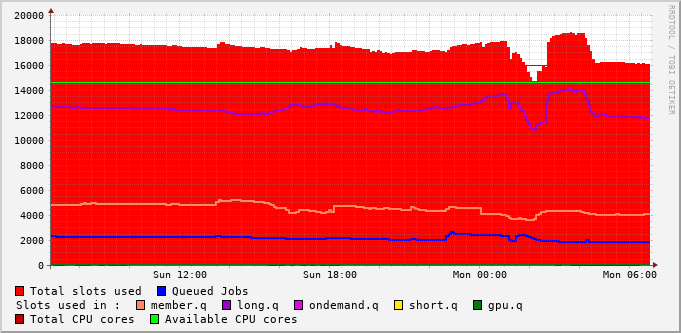 20000
18000
16000
14000
12000
10000
8000
6000
4000
2000
0
Sun 12:00 Sun 18:00 Mon 00:00 Mon 06:00
RRDTOOL / TOBI OETIKER
Total slots used Queued Jobs
Slots used in : member.q long.q ondemand.q short.q gpu.q
Total CPU cores Available CPU cores